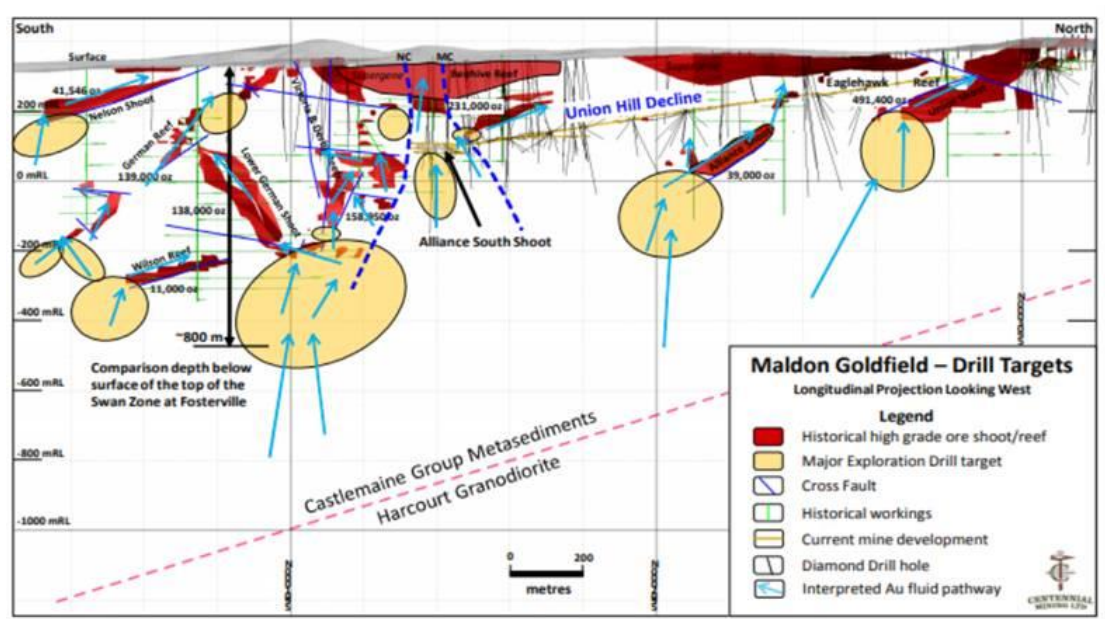 South
North
Surface
NC
MC
Beehive Reef
Eaglehawk Reef
41,546 oz
Nelson Shoot
231,000 oz
Union Hill Decline
491,400 oz
200 mRL
German Reef
139,000 oz
Lower German Shoot
0 mRL
39,000 oz
138,000 oz
158,950 oz
Alliance South Shoot
-200 mRL
Wilson Reef
11,000 oz
-400 mRL
~800 m
Comparison depth below
surface of the top of the
Swan Zone at Fosterville
-600 mRL
-800 mRL
-1000 mRL
Castlemaine Group Metasediments
Harcourt Granodiorite
0
200
metres
Maldon Goldfield – Drill Targets
Longitudinal Projection Looking West
Legend
Historical high grade ore shoot/reef
Major Exploration Drill target
Cross Fault
Historical workings
Current mine development
Diamond Drill hole
Interpreted Au fluid pathway
CENTENNIAL
MINING LTD